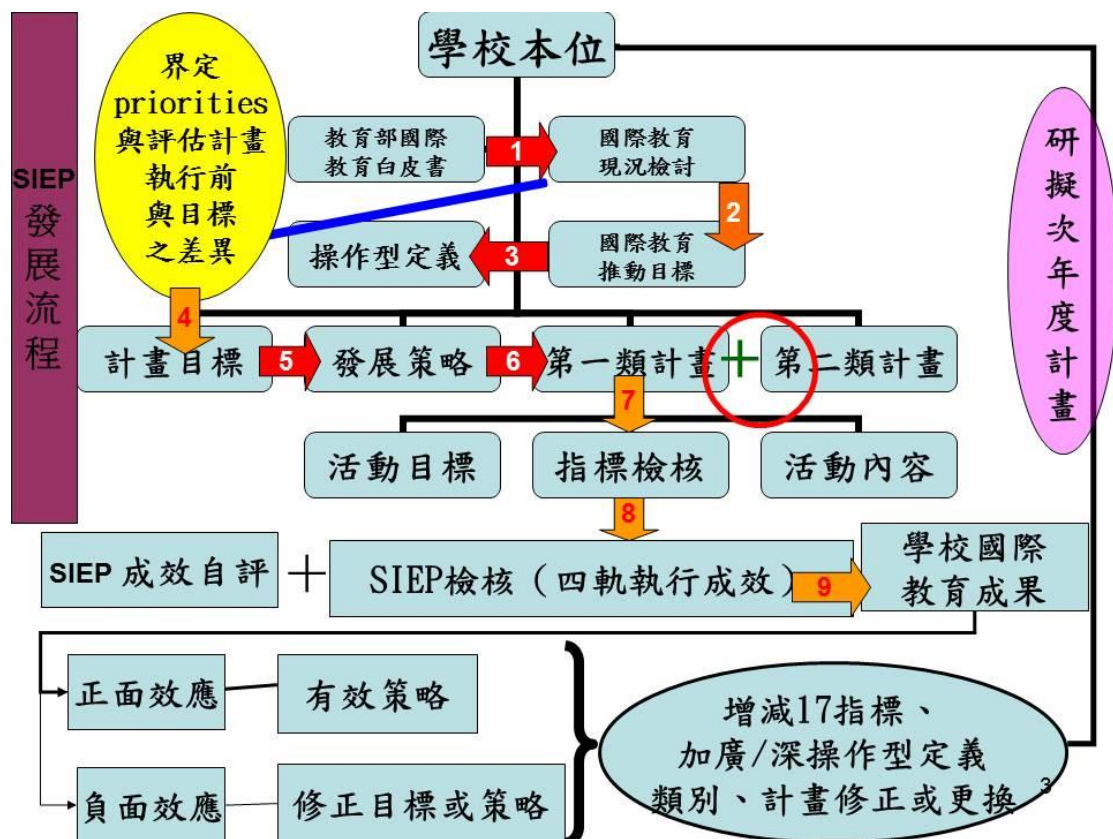 SIEP
發
展
流
程
學校本位
界定
priorities
與評估計畫
執行前
與目標
之差異
教育部國際
教育白皮書
1
國際教育
現況檢討
2
操作型定義
3
國際教育
推動目標
研
擬
次
年
度
計
畫
4
計畫目標
5
發展策略
6
第一類計畫
+
第二類計畫
7
活動目標
指標檢核
活動內容
8
SIEP 成效自評
+
SIEP檢核(四軌執行成效)
9
學校國際
教育成果
正面效應
有效策略
負面效應
修正目標或策略
增減17指標、
加廣/深操作型定義
類別、計畫修正或更換
3